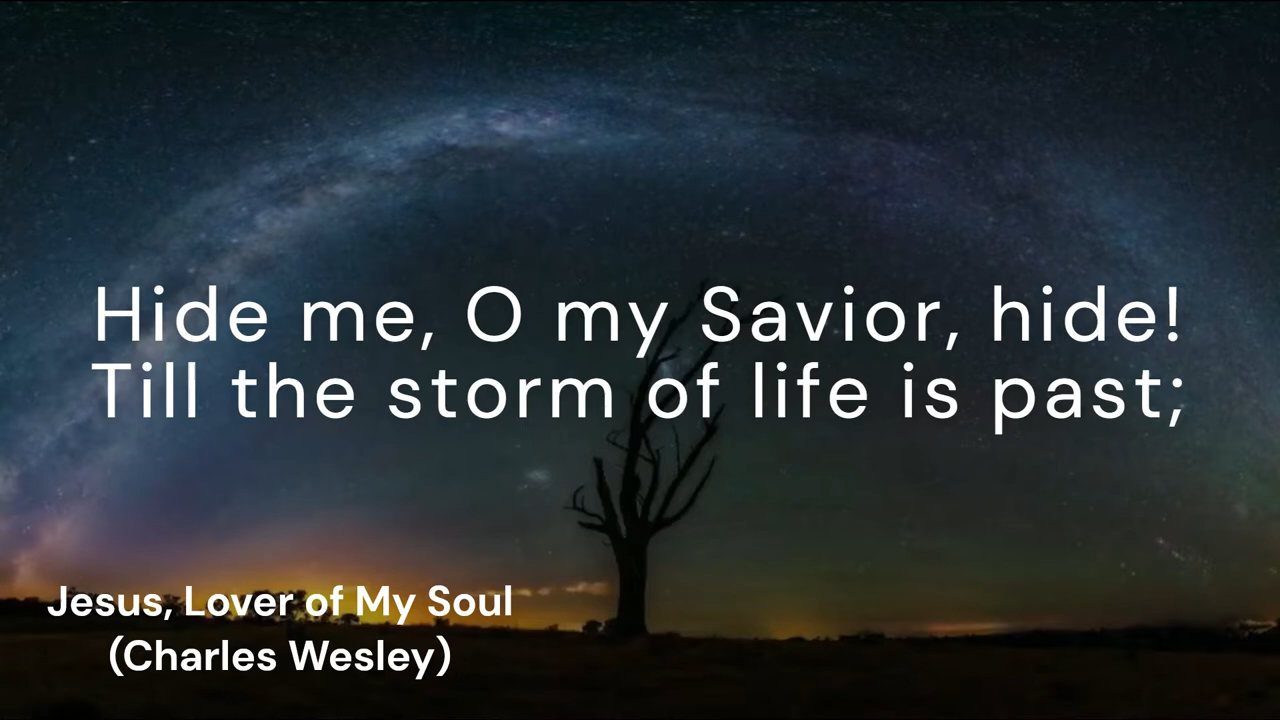 Hide me, O my Savior, hide!
Till the storm of life is past;
Jesus, Lover of My Soul
(Charles Wesley)